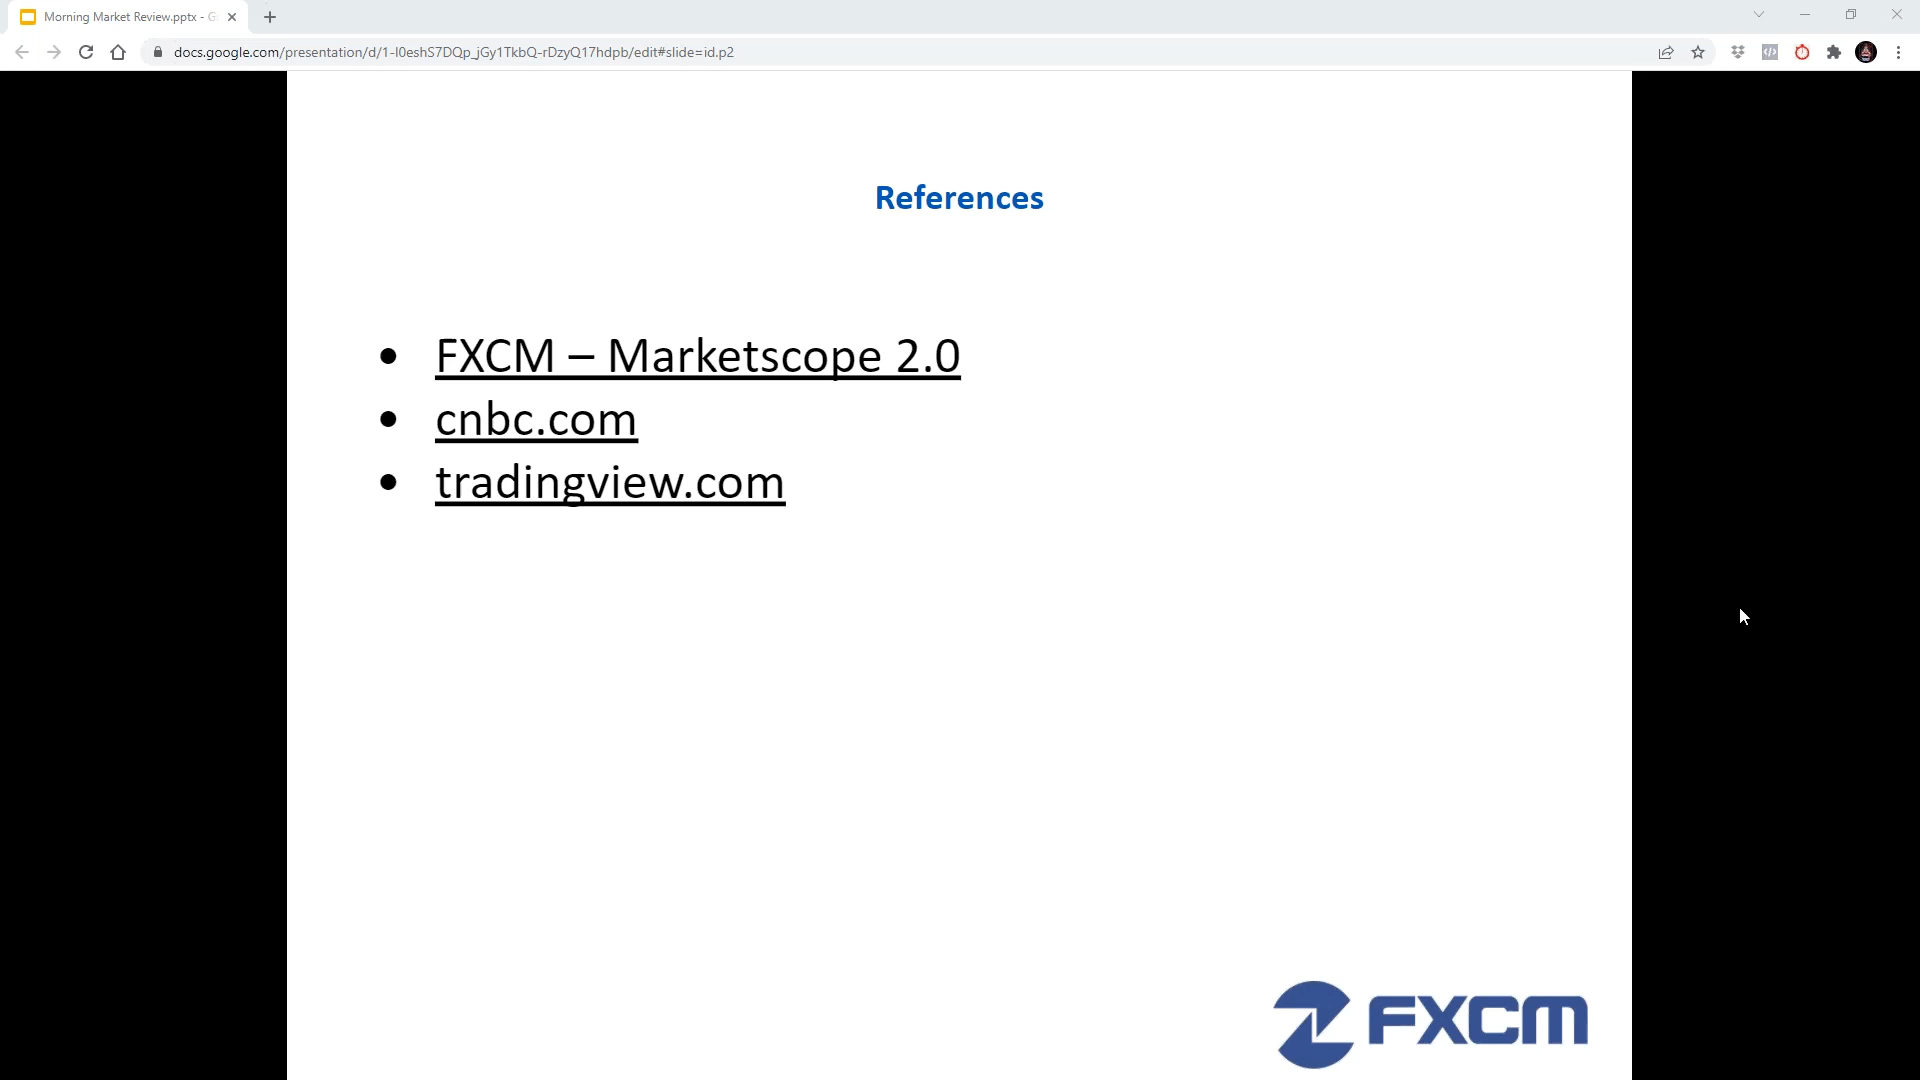 Morning Market Review.pptx - G
docs.google.com/presentation/d/1-I0eshS7DQp_jGy1TkbQ-rDzyQ17hdpb/edit#slide=id.p2
References
• FXCM – Marketscope 2.0
• cnbc.com
• tradingview.com
FXCM